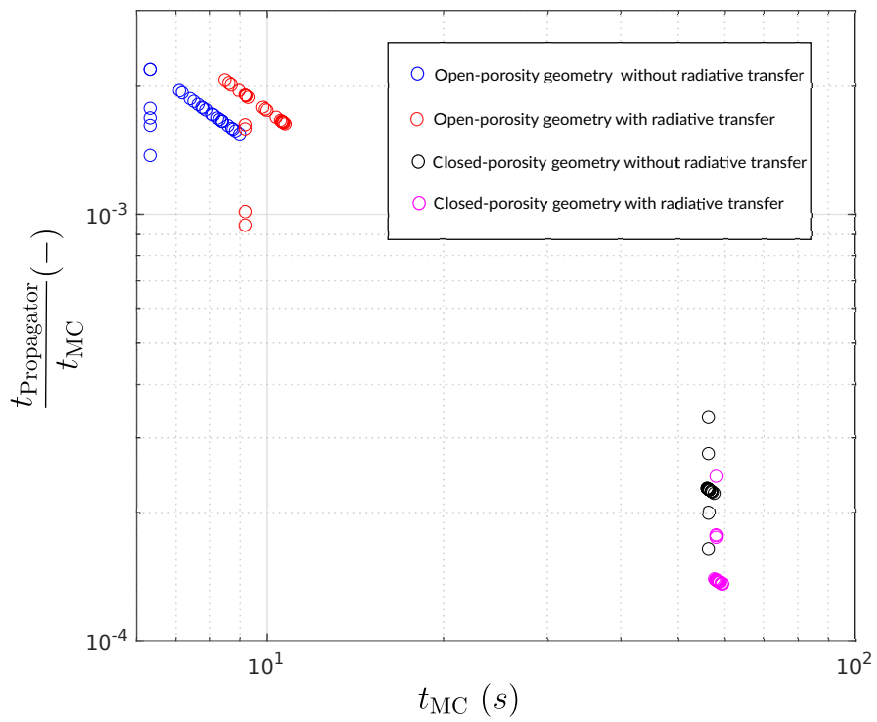 Open-porosity geometry without radiative transfer
Open-porosity geometry with radiative transfer
Closed-porosity geometry without radiative transfer
Closed-porosity geometry with radiative transfer
10^-3
10^-4
10^1
10^2
t_Propagator / t_MC (−)
t_MC (s)